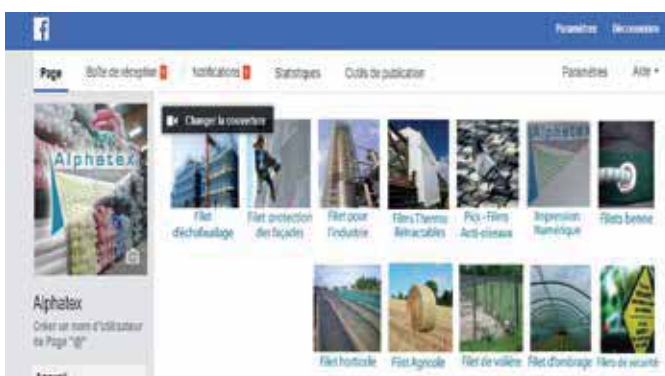 f
Paramètres Déconnexion
Page Boîte de réception Notifications Statistiques Outils de publication Paramètres Aide
Changer la couverture
Alphatex
Alphatex
Filet d'échafaudage
Filet protection des façades
Filet pour l'industrie
Films Thermo Rétractables
Pics - Filets Anti-oiseaux
Impression Numérique
Filets benne
Alphatex
Créer un nom d'utilisateur
de Page "@"
Filet horticole Filet Agricole Filet de volière Filet d'ombrage Filets de sécurité
Accueil